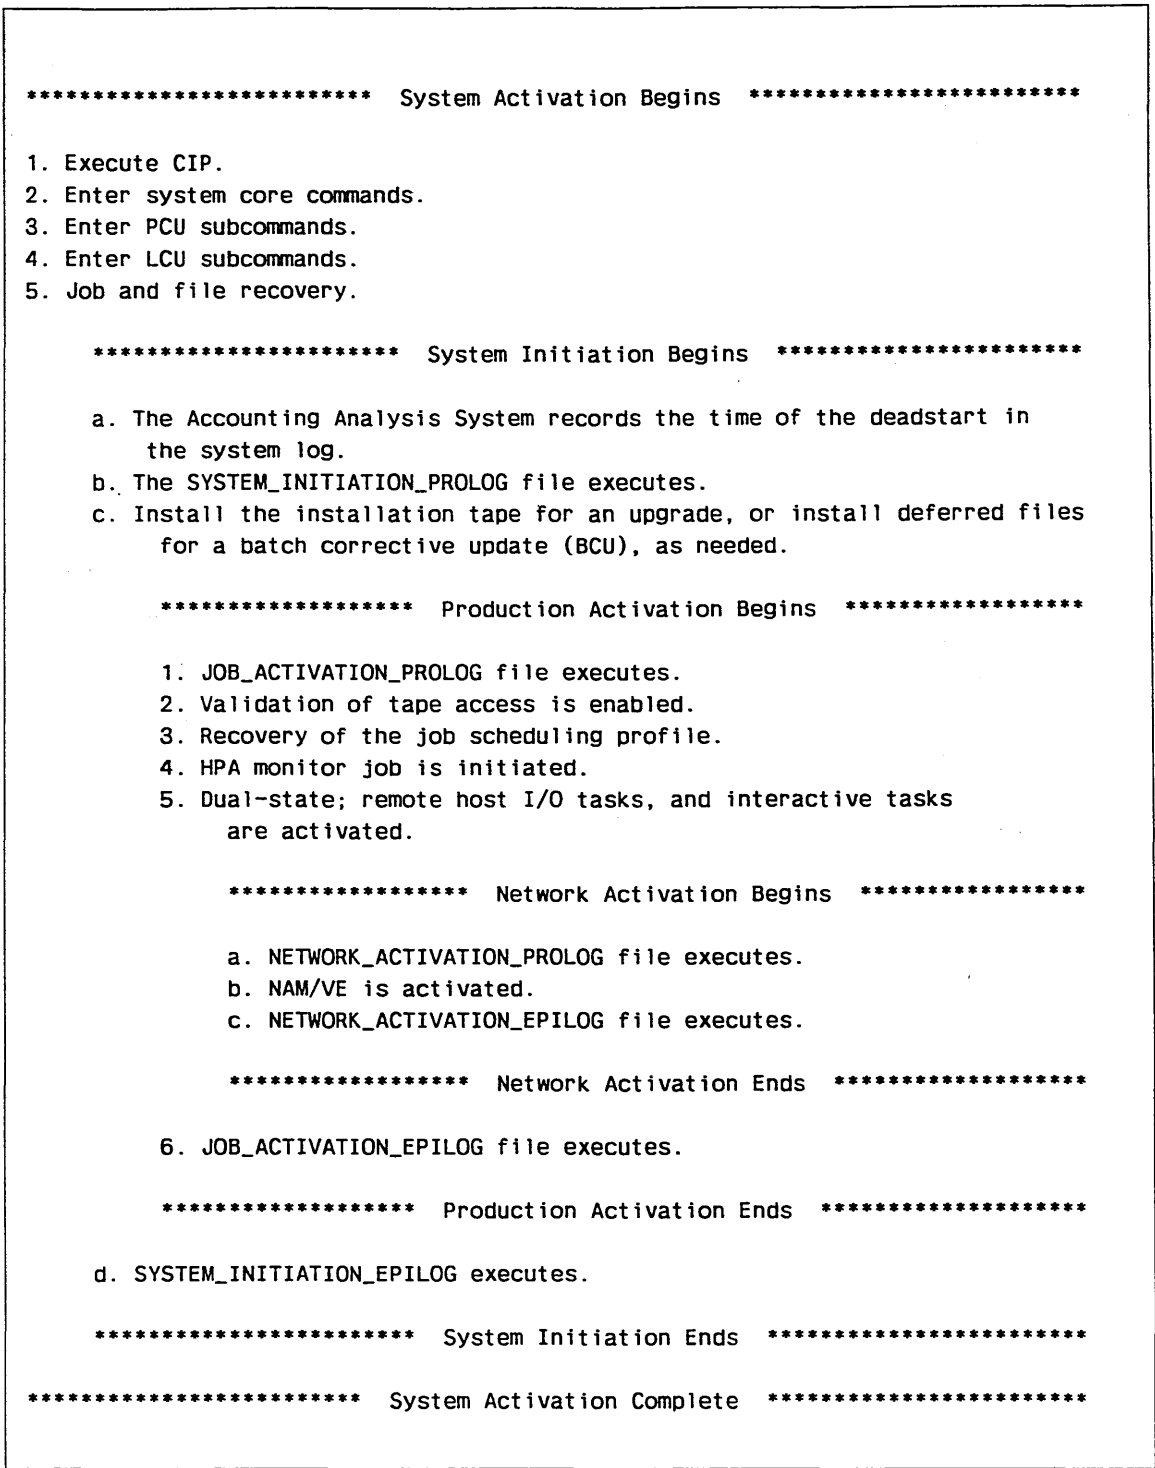 ************************** System Activation Begins *************************
1. Execute CIP.
2. Enter system core commands.
3. Enter PCU subcommands.
4. Enter LCU subcommands.
5. Job and file recovery.
*********************** System Initiation Begins ***********************
a. The Accounting Analysis System records the time of the deadstart in
the system log.
b. The SYSTEM_INITIATION_PROLOG file executes.
c. Install the installation tape for an upgrade, or install deferred files
for a batch corrective update (BCU), as needed.
******************* Production Activation Begins ******************
1. JOB_ACTIVATION_PROLOG file executes.
2. Validation of tape access is enabled.
3. Recovery of the job scheduling profile.
4. HPA monitor job is initiated.
5. Dual-state; remote host I/O tasks, and interactive tasks
are activated.
****************** Network Activation Begins *****************
a. NETWORK_ACTIVATION_PROLOG file executes.
b. NAM/VE is activated.
c. NETWORK_ACTIVATION_EPILOG file executes.
****************** Network Activation Ends *******************
6. JOB_ACTIVATION_EPILOG file executes.
******************* Production Activation Ends ********************
d. SYSTEM_INITIATION_EPILOG executes.
************************ System Initiation Ends ************************
************************* System Activation Complete ************************